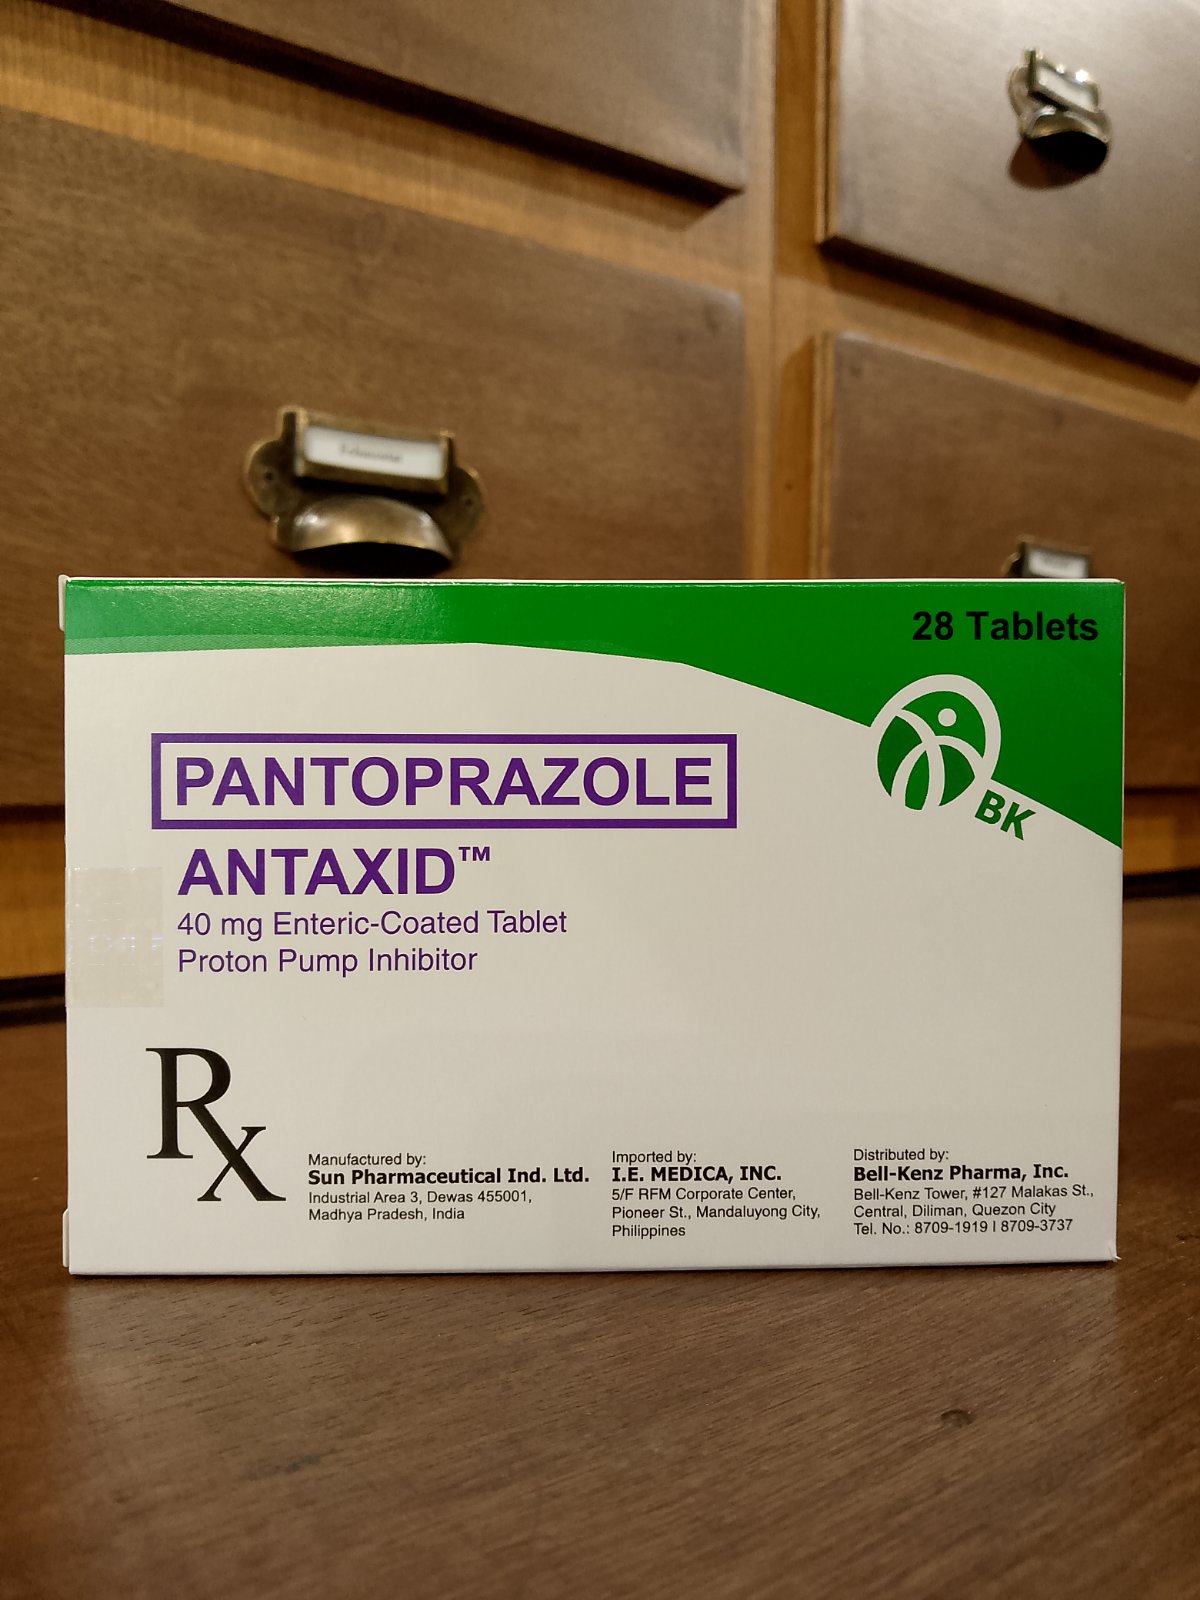 28 Tablets
BK
PANTOPRAZOLE
ANTAXID™
40 mg Enteric-Coated Tablet
Proton Pump Inhibitor
Rx
Manufactured by:
Sun Pharmaceutical Ind. Ltd.
Industrial Area 3, Dewas 455001,
Madhya Pradesh, India
Imported by:
I.E. MEDICA, INC.
5/F RFM Corporate Center,
Pioneer St., Mandaluyong City,
Philippines
Distributed by:
Bell-Kenz Pharma, Inc.
Bell-Kenz Tower, #127 Malakas St.,
Central, Diliman, Quezon City
Tel. No.: 8709-1919 I 8709-3737